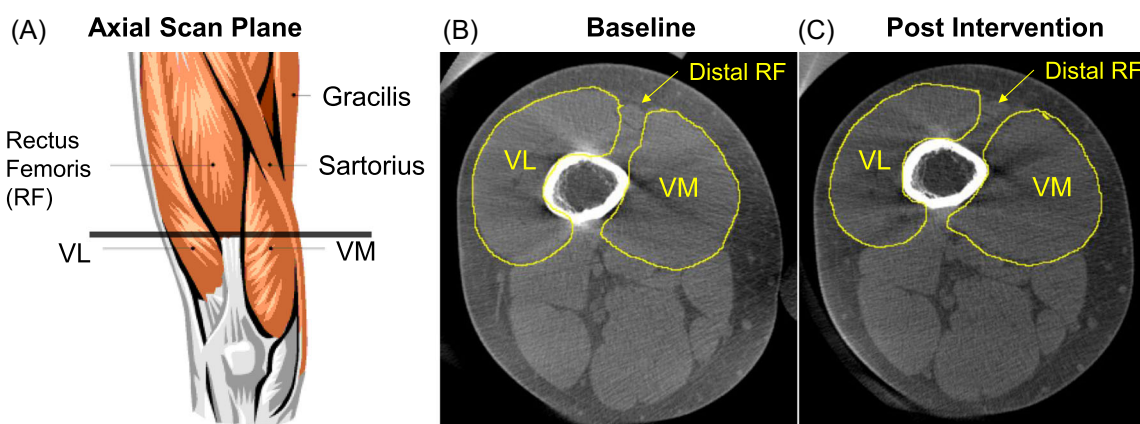 (A) Axial Scan Plane
Gracilis
Rectus
Femoris
(RF)
Sartorius
VL
VM
(B) Baseline
Distal RF
VL
VM
(C) Post Intervention
Distal RF
VL
VM